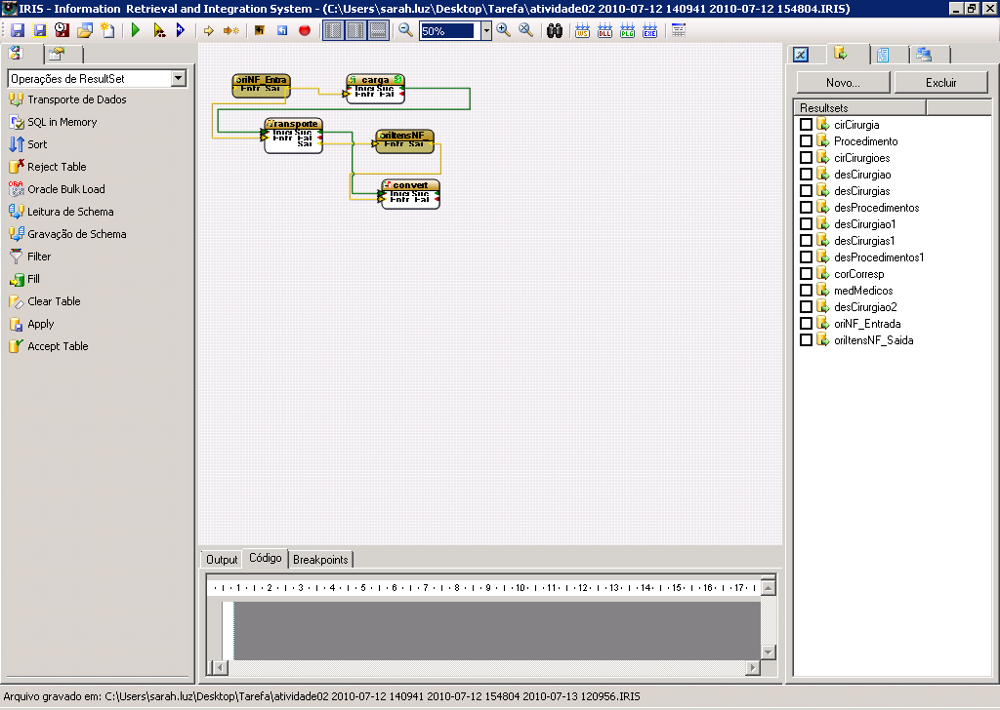 IRIS - Information Retrieval and Integration System - (C:\Users\sarah.luz\Desktop\Tarefa\atividade02 2010-07-12 140941 2010-07-12 154804.IRIS)
50%
WS
DLL
PLG
EXE
Operações de ResultSet
Transporte de Dados
SQL in Memory
Sort
Reject Table
ORA
Oracle Bulk Load
Leitura de Schema
Gravação de Schema
Filter
Fill
Clear Table
Apply
Accept Table
oriNF_Entra
Entr Sai
carga
Inici Suc
Entr Fal
Transporte
Inici Suc
Entr Fal
Sai
oriItensNF_
Entr Sai
convert
Inici Suc
Entr Fal
Output
Código
Breakpoints
1 2 3 4 5 6 7 8 9 10 11 12 13 14 15 16 17
Novo...
Excluir
Resultsets
cirCirurgia
Procedimento
cirCirurgioes
desCirurgiao
desCirurgias
desProcedimentos
desCirurgiao1
desCirurgias1
desProcedimentos1
corCorresp
medMedicos
desCirurgiao2
oriNF_Entrada
oriItensNF_Saida
Arquivo gravado em: C:\Users\sarah.luz\Desktop\Tarefa\atividade02 2010-07-12 140941 2010-07-12 154804 2010-07-13 120956.IRIS